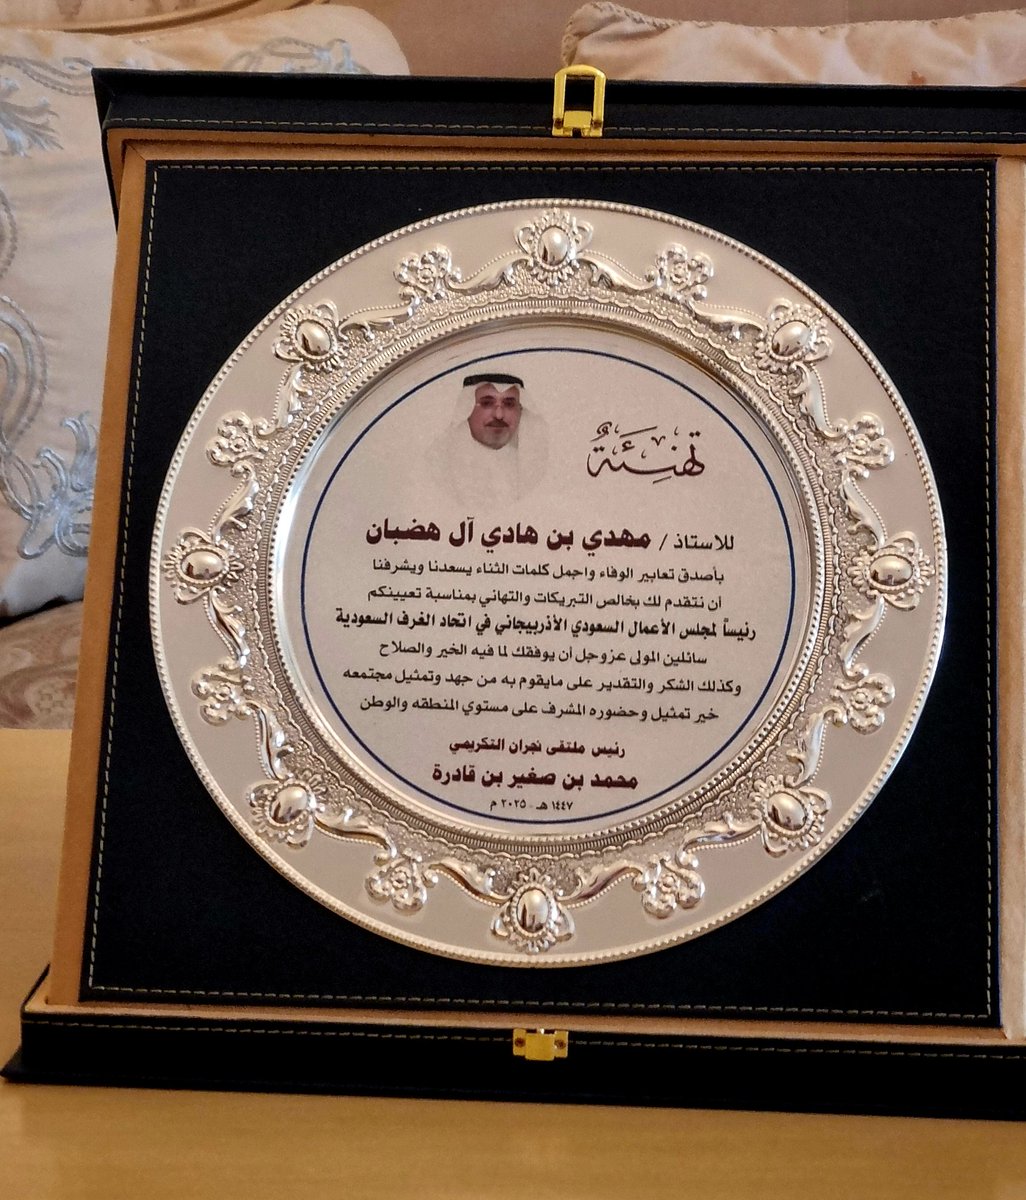 تهنِئَةٌ
للاستاذ / مهدي بن هادي آل هضبان
بأصدق تعابير الوفاء واجمل كلمات الثناء يسعدنا ويشرفنا
أن نتقدم لك بخالص التبريكات والتهاني بمناسبة تعيينكم
رئيساً لمجلس الأعمال السعودي الأذربيجاني في اتحاد الغرف السعودية
سائلين المولى عزوجل أن يوفقك لما فيه الخير والصلاح
وكذلك الشكر والتقدير على مايقوم به من جهد وتمثيل مجتمعه
خير تمثيل وحضوره المشرف على مستوي المنطقه والوطن
رئيس ملتقى نجران التكريمي
محمد بن صغير بن قادرة
١٤٤٧ هـ - ٢٠٢٥ م